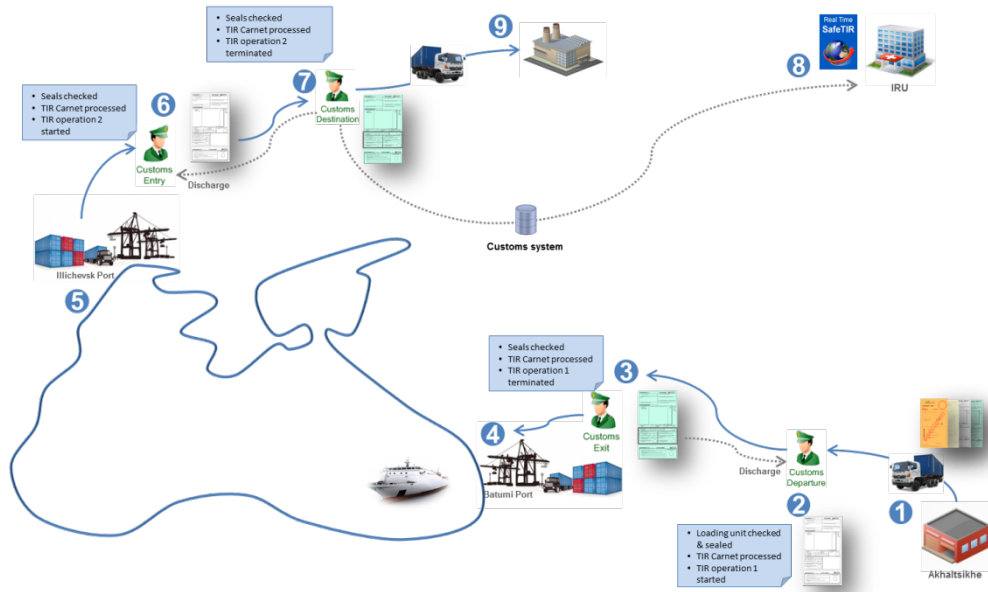 • Seals checked
• TIR Carnet processed
• TIR operation 2
terminated
9
Real Time
SafeTIR
8
IRU
• Seals checked
• TIR Carnet processed
• TIR operation 2
started
6
7
Customs
Destination
Customs
Entry
Discharge
Customs system
Illichevsk Port
5
• Seals checked
• TIR Carnet processed
• TIR operation 1
terminated
3
4
Customs
Exit
Batumi Port
Discharge
Customs
Departure
2
1
• Loading unit checked
& sealed
• TIR Carnet processed
• TIR operation 1
started
Akhaltsikhe